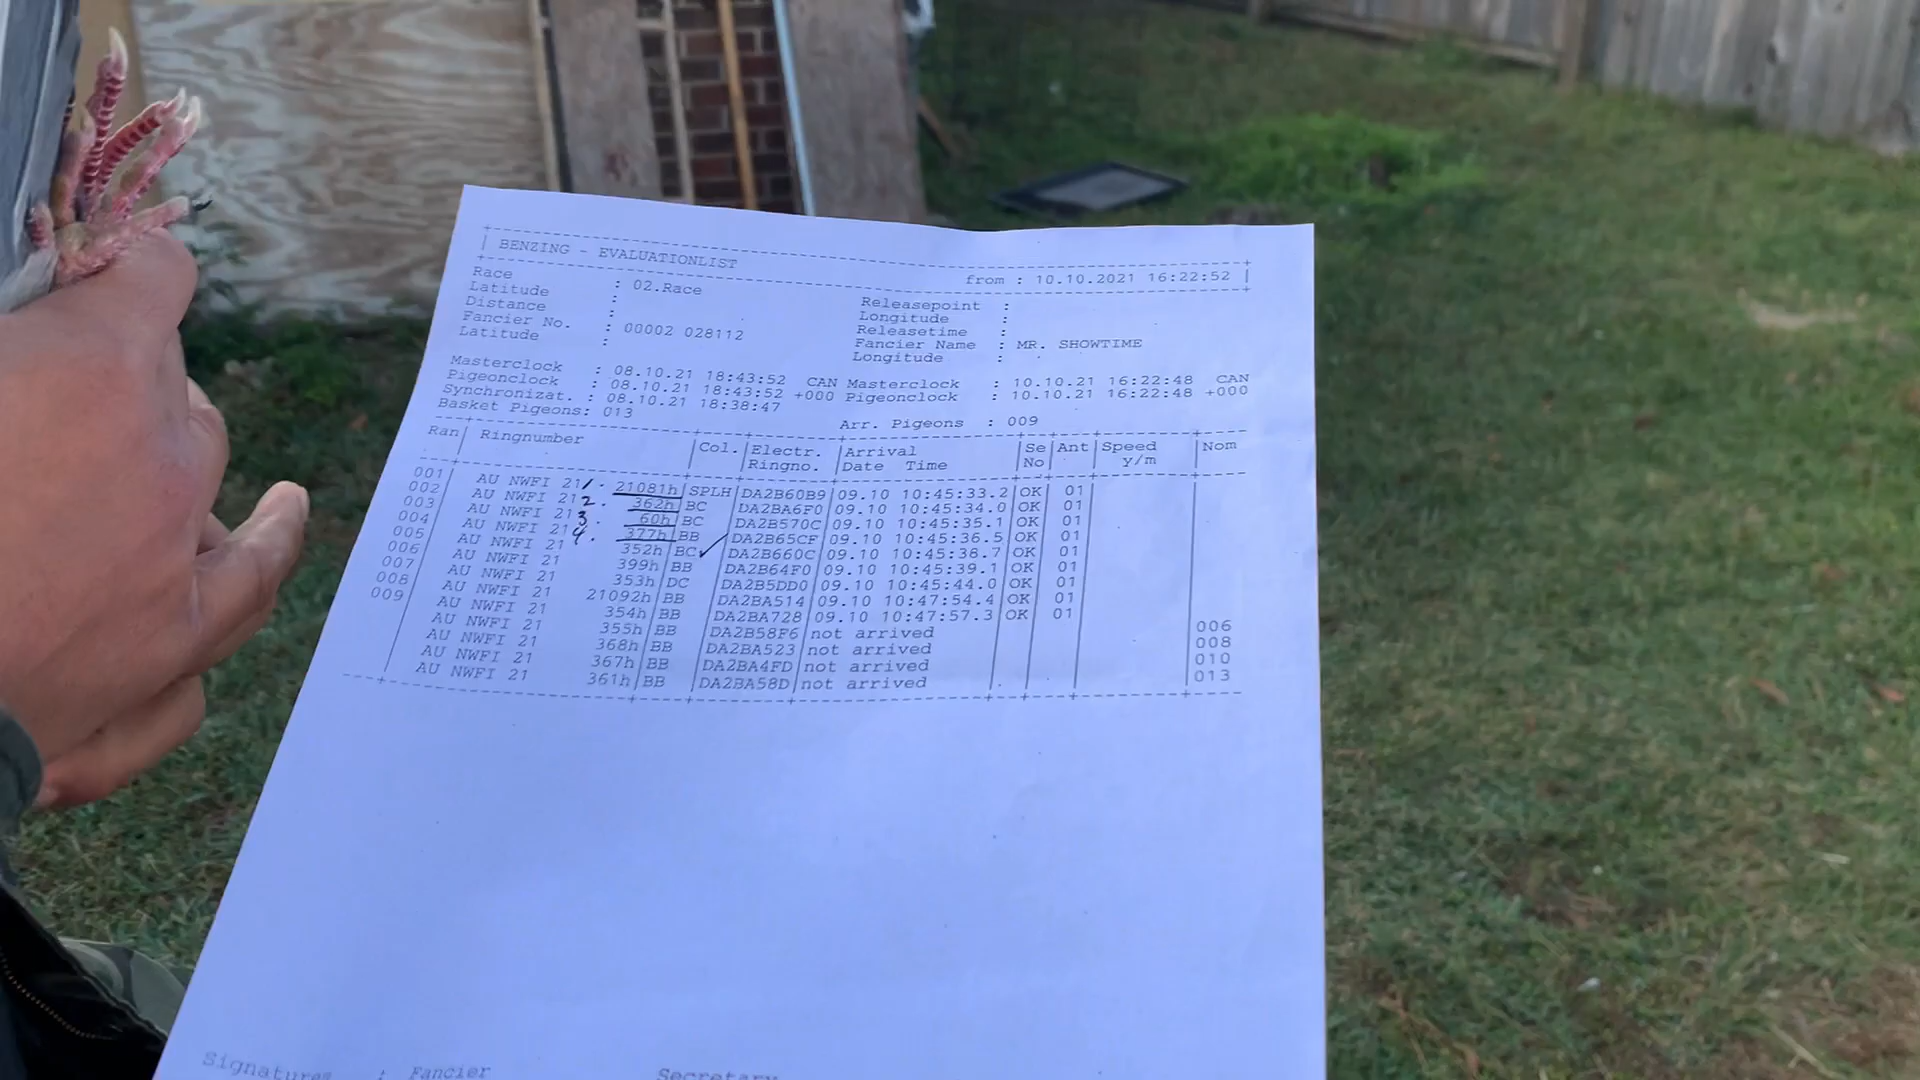 BENZING - EVALUATIONLIST from : 10.10.2021 16:22:52
Race : 02.Race Releasepoint :
Latitude : Longitude :
Distance : Releasetime :
Fancier No. : 00002 028112 Fancier Name : MR. SHOWTIME
Latitude : Longitude :
Masterclock : 08.10.21 18:43:52 CAN Masterclock : 10.10.21 16:22:48 CAN
Pigeonclock : 08.10.21 18:43:52 +000 Pigeonclock : 10.10.21 16:22:48 +000
Synchronizat. : 08.10.21 18:38:47
Basket Pigeons: 013 Arr. Pigeons : 009
Ran Ringnumber Col. Electr. Ringno. Arrival Date Time Se No Ant Speed y/m Nom
001 AU NWFI 21 1. 21081h SPLH DA2B60B9 09.10 10:45:33.2 OK 01
002 AU NWFI 21 2. 362h BC DA2BA6F0 09.10 10:45:34.0 OK 01
003 AU NWFI 21 3. 60h BC DA2B570C 09.10 10:45:35.1 OK 01
004 AU NWFI 21 4. 377h BB DA2B65CF 09.10 10:45:36.5 OK 01
005 AU NWFI 21 352h BC ✓ DA2B660C 09.10 10:45:38.7 OK 01
006 AU NWFI 21 399h BB DA2B64F0 09.10 10:45:39.1 OK 01
007 AU NWFI 21 353h DC DA2B5DD0 09.10 10:45:44.0 OK 01
008 AU NWFI 21 21092h BB DA2BA514 09.10 10:47:54.4 OK 01
009 AU NWFI 21 354h BB DA2BA728 09.10 10:47:57.3 OK 01
AU NWFI 21 355h BB DA2B58F6 not arrived 006
AU NWFI 21 368h BB DA2BA523 not arrived 008
AU NWFI 21 367h BB DA2BA4FD not arrived 010
AU NWFI 21 361h BB DA2BA58D not arrived 013
Signatures : Fancier Secretary